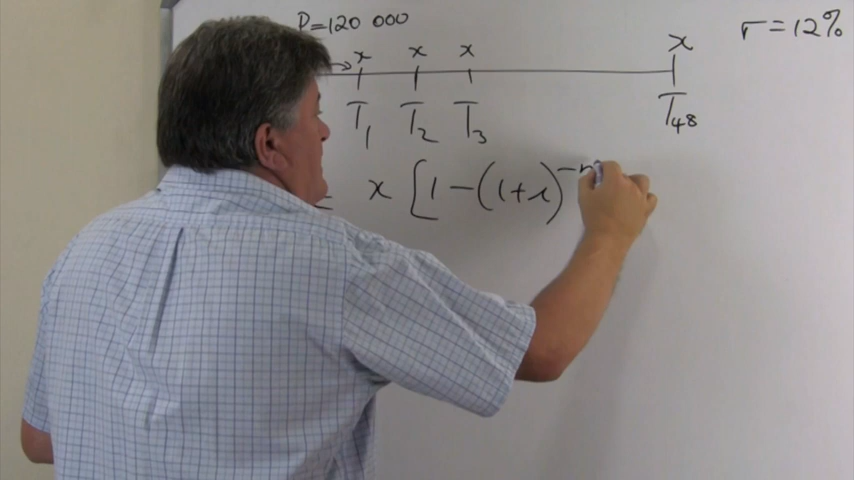 P=120 000
r=12%
x x x x
T1 T2 T3 T48
= x [1-(1+i)^-n